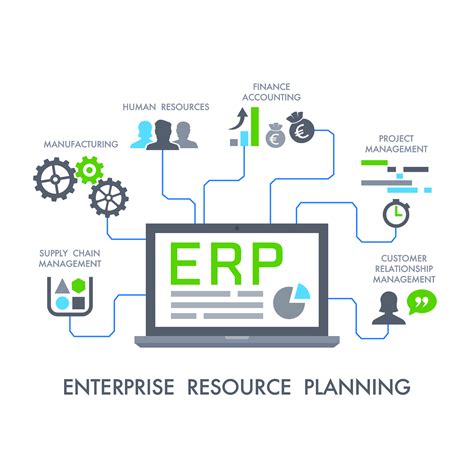 FINANCE
ACCOUNTING
HUMAN RESOURCES
MANUFACTURING
PROJECT
MANAGEMENT
SUPPLY CHAIN
MANAGEMENT
CUSTOMER
RELATIONSHIP
MANAGEMENT
ERP
ENTERPRISE RESOURCE PLANNING